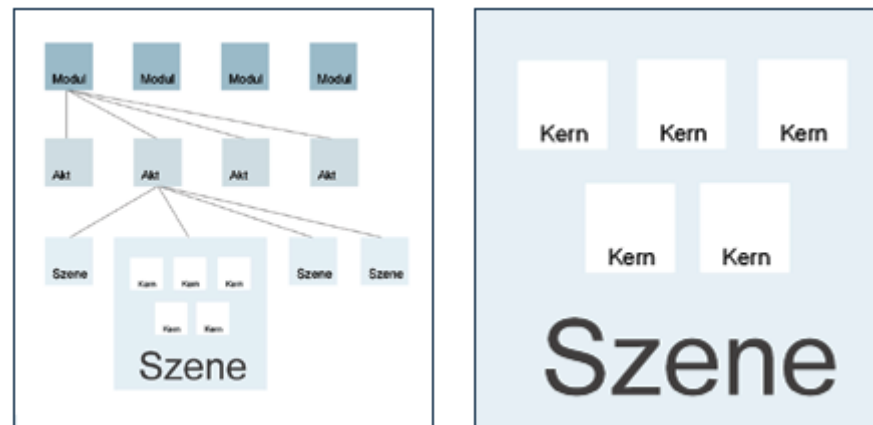 Modul Modul Modul Modul
Akt Akt Akt Akt
Szene Szene Szene
Kern Kern Kern
Kern Kern
Szene
Kern Kern Kern
Kern Kern
Szene